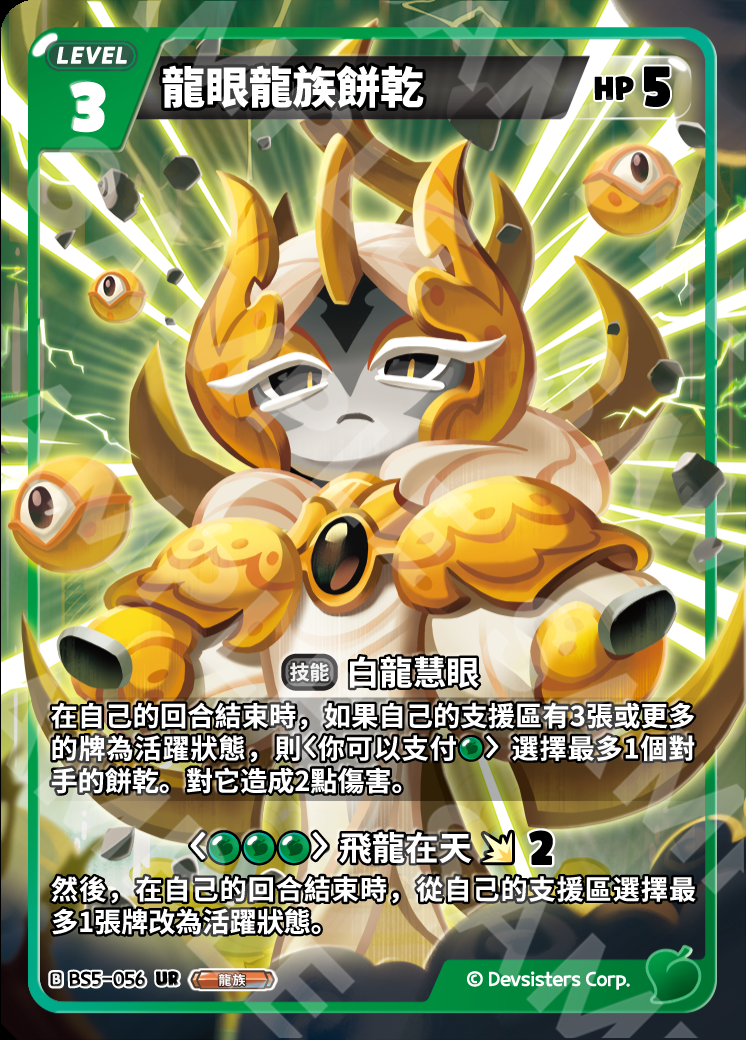 LEVEL
3
龍眼龍族餅乾
HP 5
技能 白龍慧眼
在自己的回合結束時，如果自己的支援區有3張或更多
的牌為活躍狀態，則〈你可以支付〉選擇最多1個對
手的餅乾。對它造成2點傷害。
〈〉飛龍在天 2
然後，在自己的回合結束時，從自己的支援區選擇最
多1張牌改為活躍狀態。
B BS5-056 UR 龍族
© Devsisters Corp.